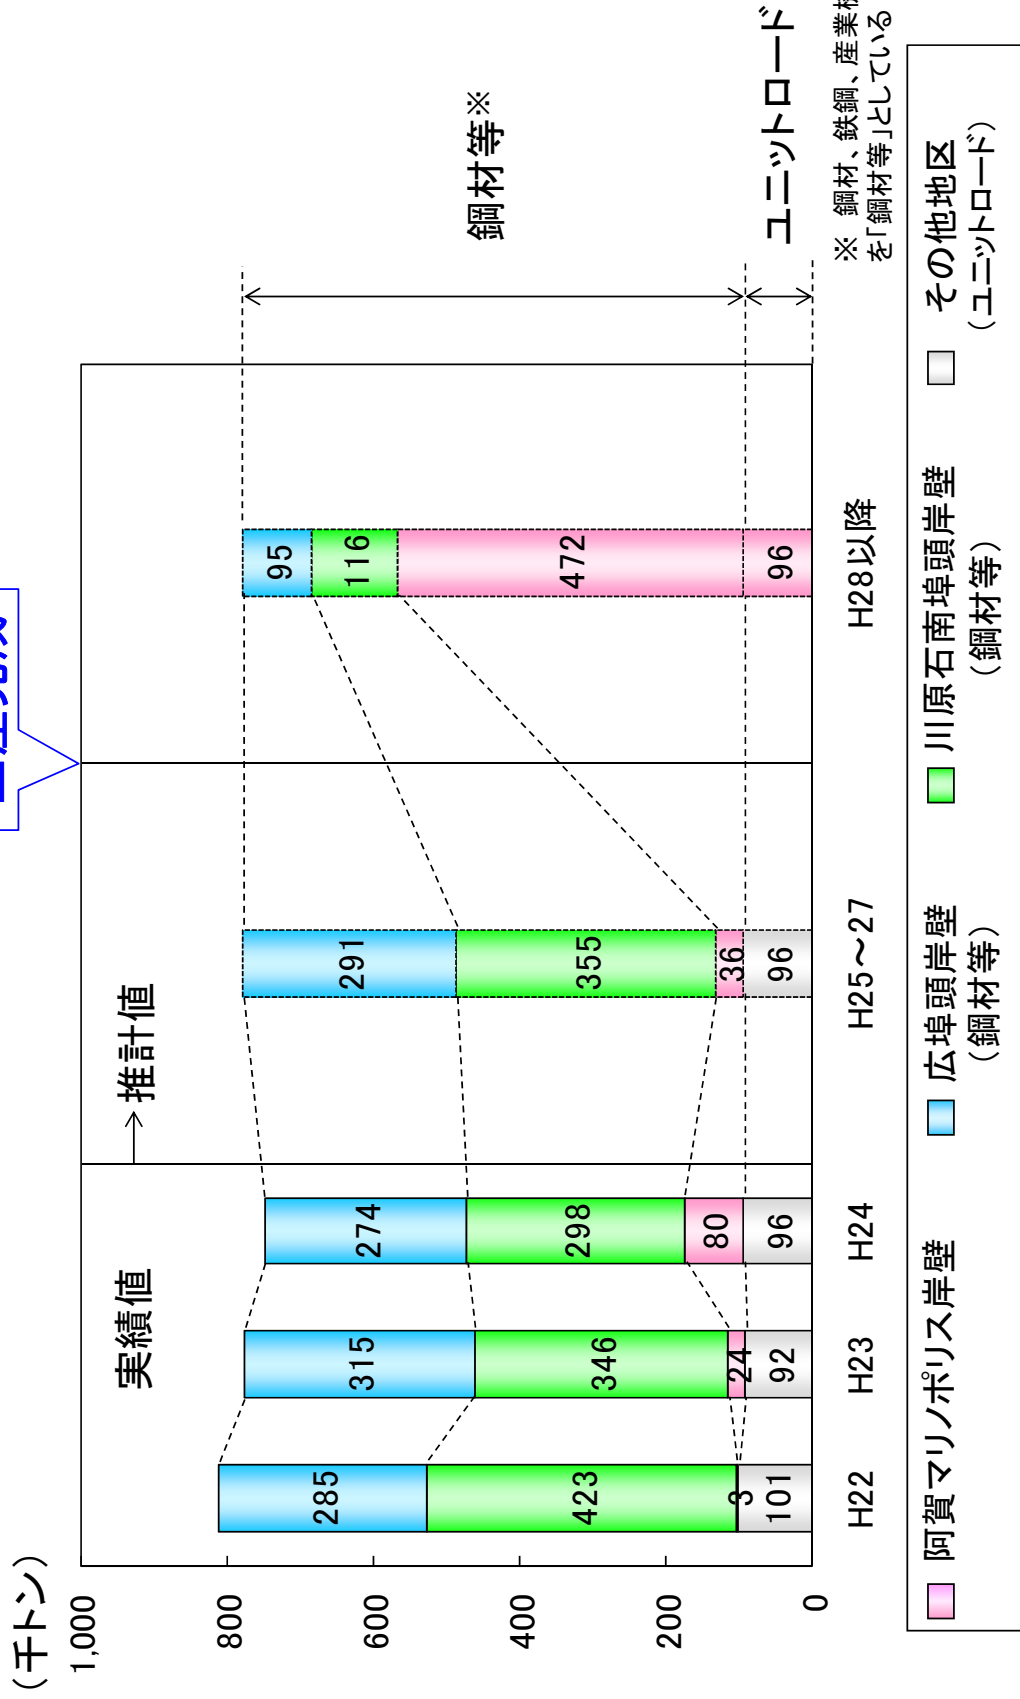 (千トン)
1,000
800
600
400
200
0
実績値
推計値
285
423
3
101
315
346
24
92
274
298
80
96
291
355
36
96
95
116
472
96
H22
H23
H24
H25～27
H28以降
鋼材等※
ユニットロード
※ 鋼材、鉄鋼、産業
を「鋼材等」としている
阿賀マリノポリス岸壁
広埠頭岸壁
(鋼材等)
川原石南埠頭岸壁
(鋼材等)
その他地区
(ユニットロード)